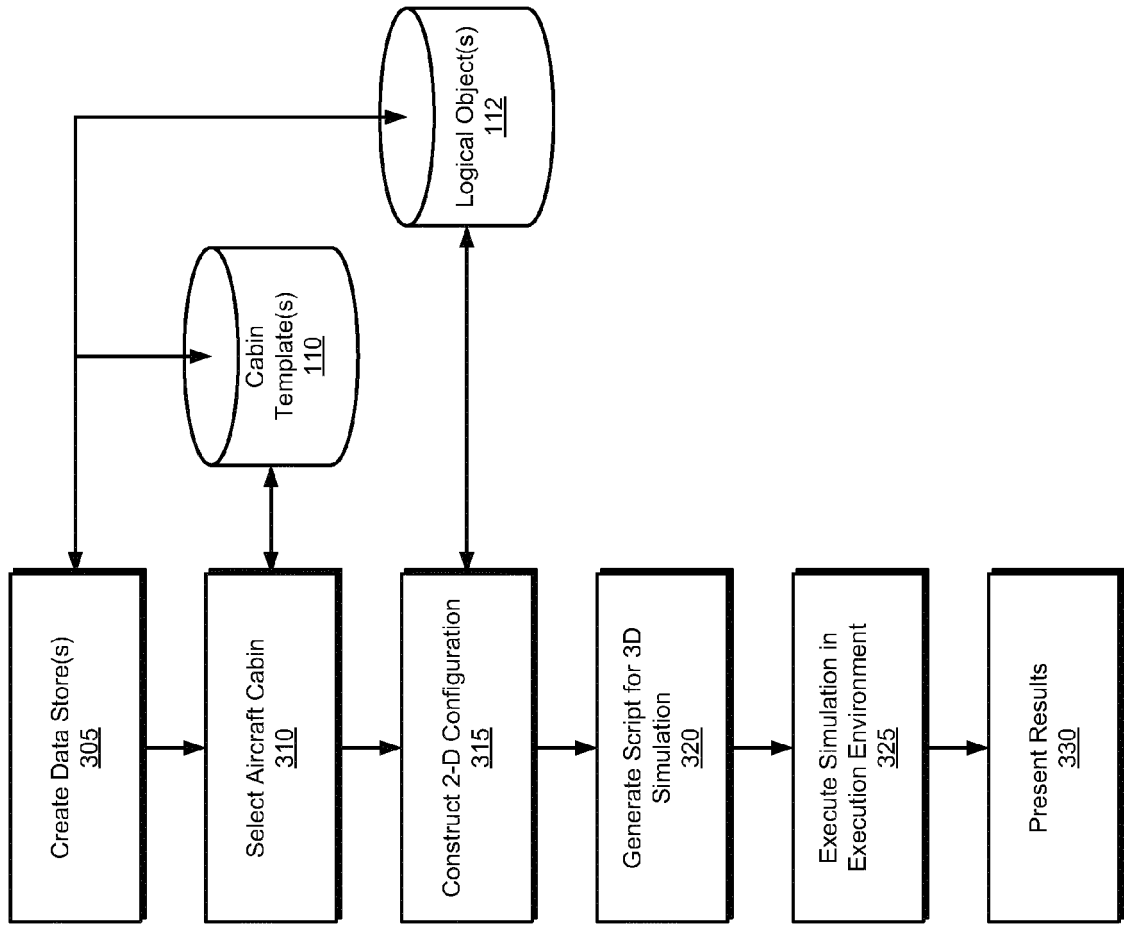 Create Data Store(s)
305
Select Aircraft Cabin
310
Cabin
Template(s)
110
Construct 2-D Configuration
315
Logical Object(s)
112
Generate Script for 3D
Simulation
320
Execute Simulation in
Execution Environment
325
Present Results
330